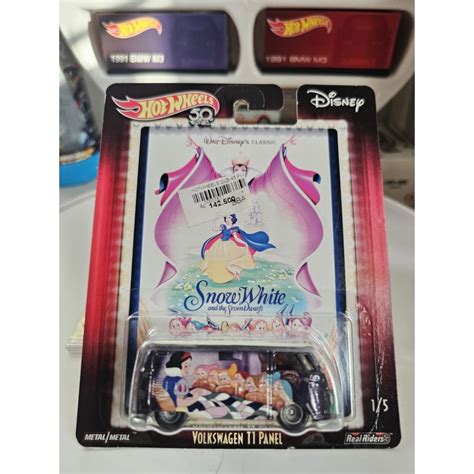 Hot Wheels
1991 BMW M3
Hot Wheels
1991 BMW M3
Hot Wheels
50
Disney
Walt Disney's Classic
142.500
Snow White
and the Seven Dwarfs
1/5
METAL/METAL
VOLKSWAGEN T1 PANEL
Real Riders